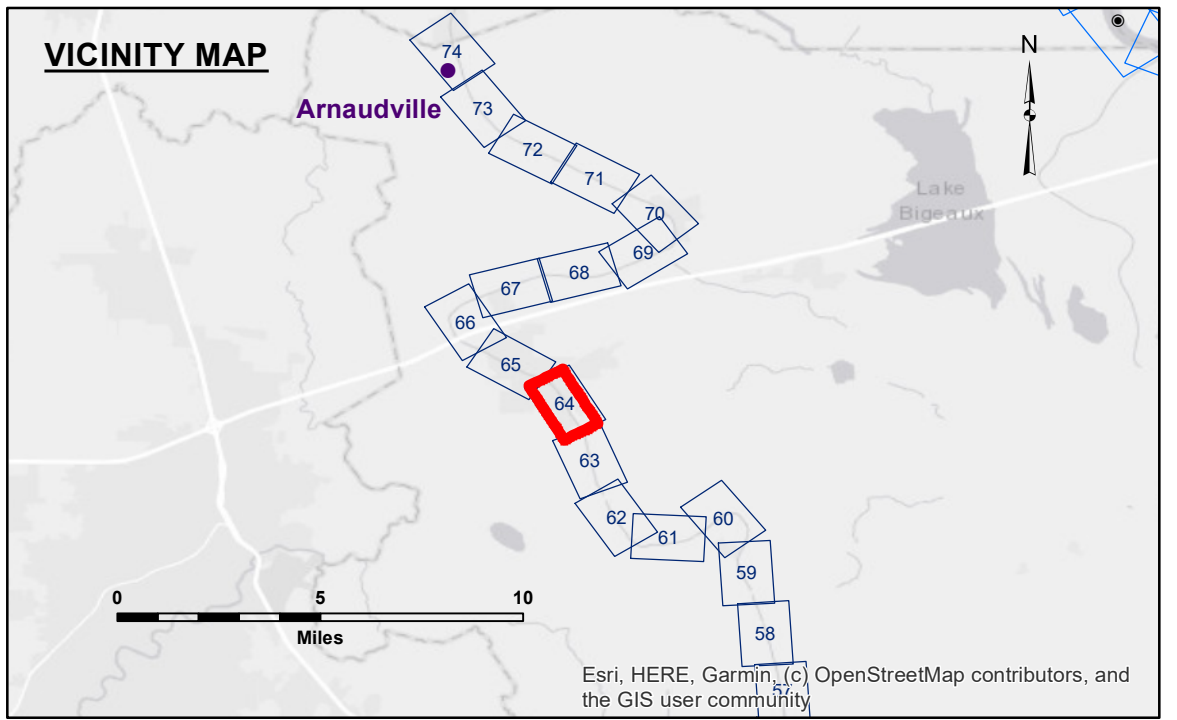 VICINITY MAP
N
74
Arnaudville
73
72
71
Lake
Bigeaux
70
69
68
67
66
65
64
63
62
61
60
59
58
57
0 5 10
Miles
Esri, HERE, Garmin, (c) OpenStreetMap contributors, and
the GIS user community